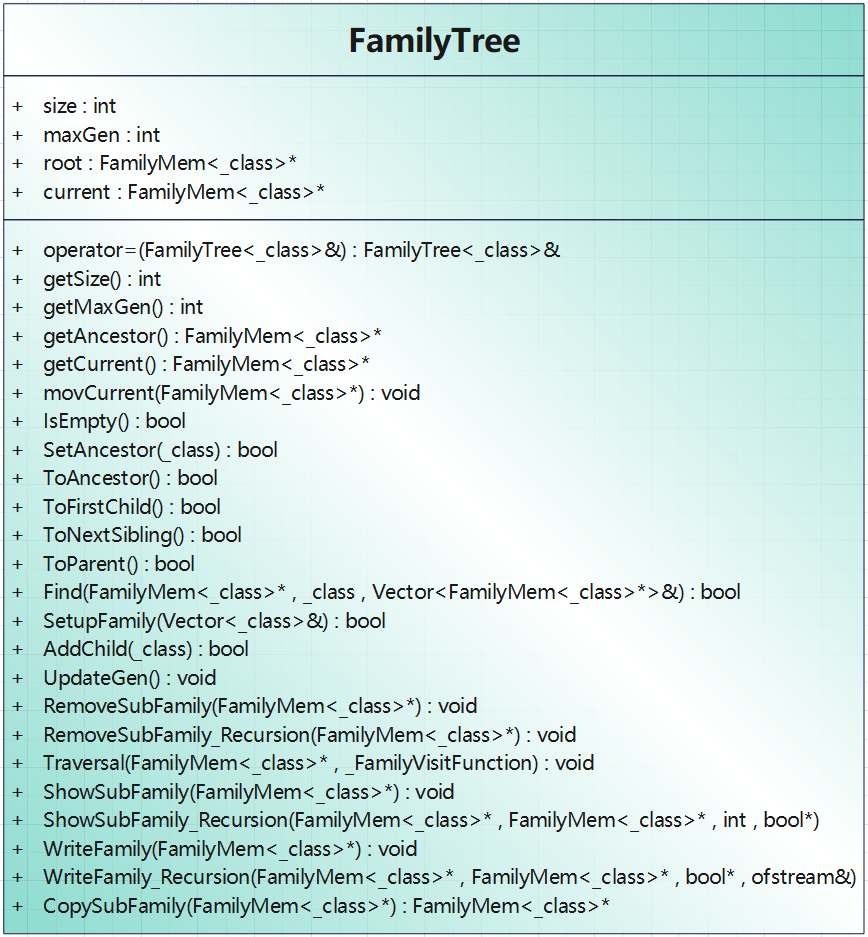 FamilyTree
+ size : int
+ maxGen : int
+ root : FamilyMem<_class>*
+ current : FamilyMem<_class>*
+ operator=(FamilyTree<_class>&) : FamilyTree<_class>&
+ getSize() : int
+ getMaxGen() : int
+ getAncestor() : FamilyMem<_class>*
+ getCurrent() : FamilyMem<_class>*
+ movCurrent(FamilyMem<_class>*) : void
+ IsEmpty() : bool
+ SetAncestor(_class) : bool
+ ToAncestor() : bool
+ ToFirstChild() : bool
+ ToNextSibling() : bool
+ ToParent() : bool
+ Find(FamilyMem<_class>* , _class , Vector<FamilyMem<_class>*>&) : bool
+ SetupFamily(Vector<_class>&) : bool
+ AddChild(_class) : bool
+ UpdateGen() : void
+ RemoveSubFamily(FamilyMem<_class>*) : void
+ RemoveSubFamily_Recursion(FamilyMem<_class>*) : void
+ Traversal(FamilyMem<_class>* , _FamilyVisitFunction) : void
+ ShowSubFamily(FamilyMem<_class>*) : void
+ ShowSubFamily_Recursion(FamilyMem<_class>* , FamilyMem<_class>* , int , bool*)
+ WriteFamily(FamilyMem<_class>*) : void
+ WriteFamily_Recursion(FamilyMem<_class>* , FamilyMem<_class>* , bool* , ofstream&)
+ CopySubFamily(FamilyMem<_class>*) : FamilyMem<_class>*